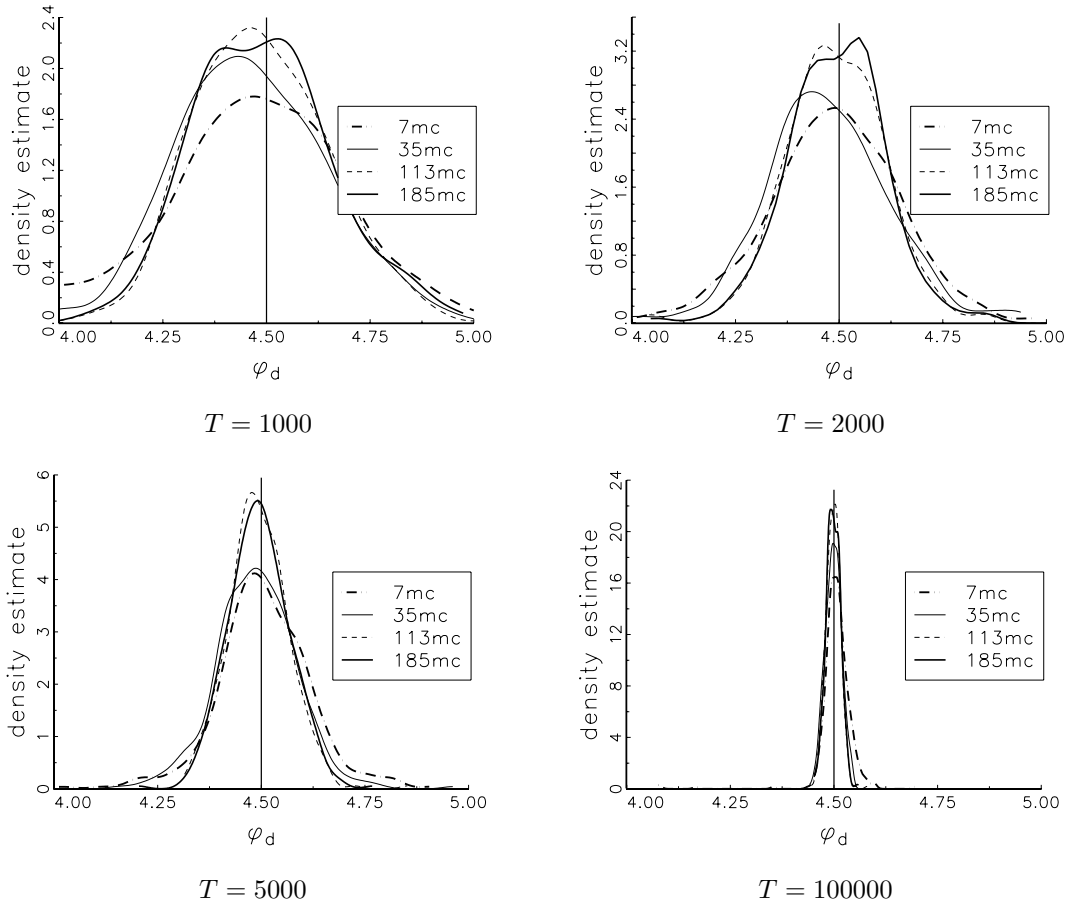 density estimate
2.4
2.0
1.6
1.2
0.8
0.4
0.0
7mc
35mc
113mc
185mc
4.00 4.25 4.50 4.75 5.00
φd
T = 1000
density estimate
3.2
2.4
1.6
0.8
0.0
7mc
35mc
113mc
185mc
4.00 4.25 4.50 4.75 5.00
φd
T = 2000
density estimate
6
5
4
3
2
1
0
7mc
35mc
113mc
185mc
4.00 4.25 4.50 4.75 5.00
φd
T = 5000
density estimate
24
20
16
12
8
4
0
7mc
35mc
113mc
185mc
4.00 4.25 4.50 4.75 5.00
φd
T = 100000